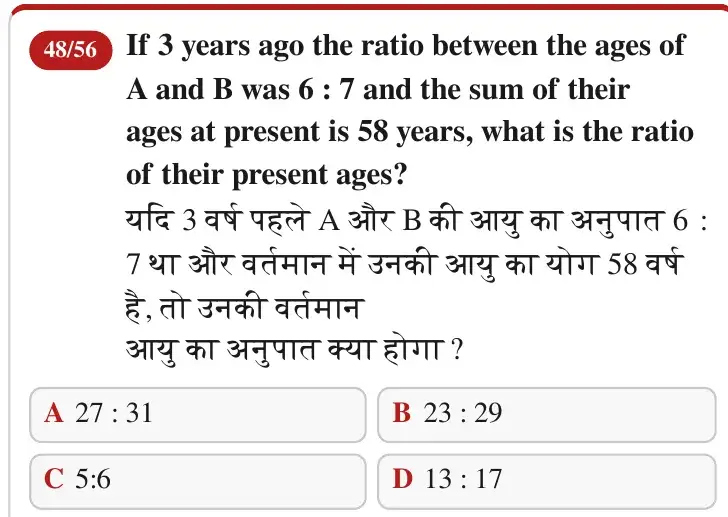 48/56 If 3 years ago the ratio between the ages of
A and B was 6 : 7 and the sum of their
ages at present is 58 years, what is the ratio
of their present ages?
यदि 3 वर्ष पहले A और B की आयु का अनुपात 6 :
7 था और वर्तमान में उनकी आयु का योग 58 वर्ष
है, तो उनकी वर्तमान
आयु का अनुपात क्या होगा ?
A 27 : 31
B 23 : 29
C 5:6
D 13 : 17